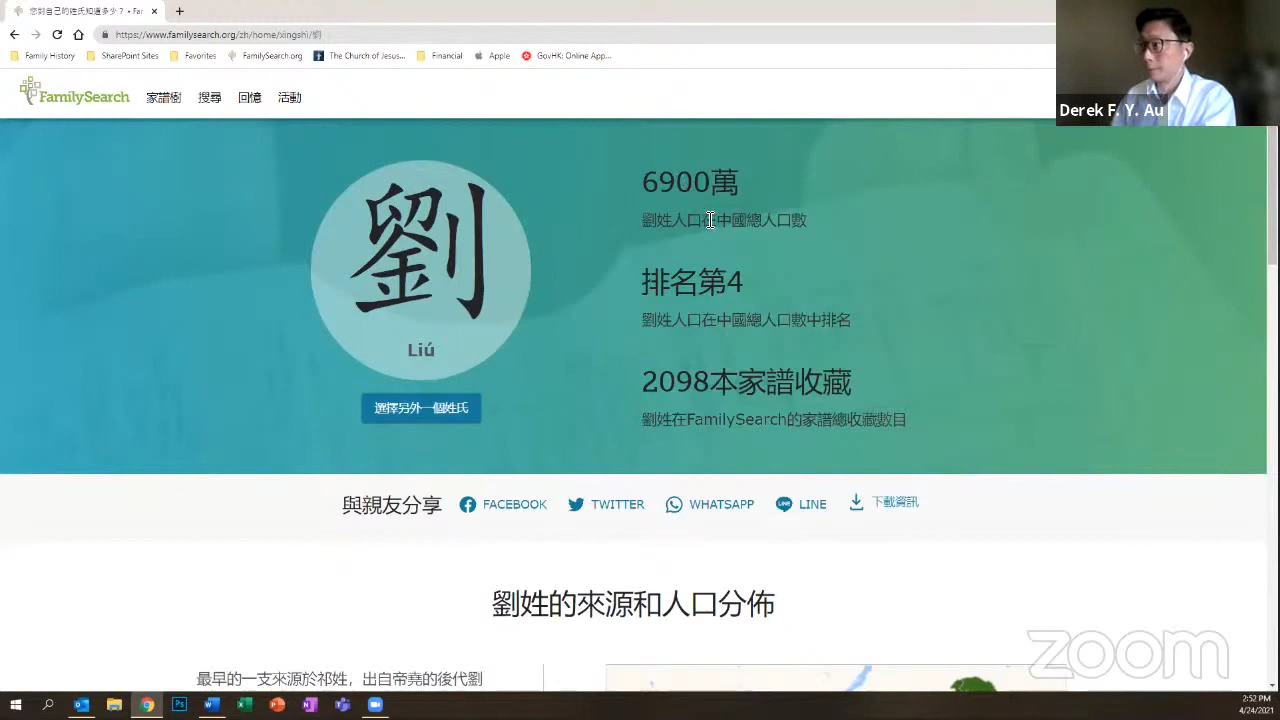 您對自己的姓氏知道多少？ • Far
https://www.familysearch.org/zh/home/xingshi/劉
Family History
SharePoint Sites
Favorites
FamilySearch.org
The Church of Jesus...
Financial
Apple
GovHK: Online App...
FamilySearch
家譜樹
搜尋
回憶
活動
Derek F. Y. Au
劉
Liú
選擇另外一個姓氏
6900萬
劉姓人口在中國總人口數
排名第4
劉姓人口在中國總人口數中排名
2098本家譜收藏
劉姓在FamilySearch的家譜總收藏數目
與親友分享
FACEBOOK
TWITTER
WHATSAPP
LINE
下載資訊
劉姓的來源和人口分佈
最早的一支來源於祁姓，出自帝堯的後代劉
zoom
2:52 PM
4/24/2021